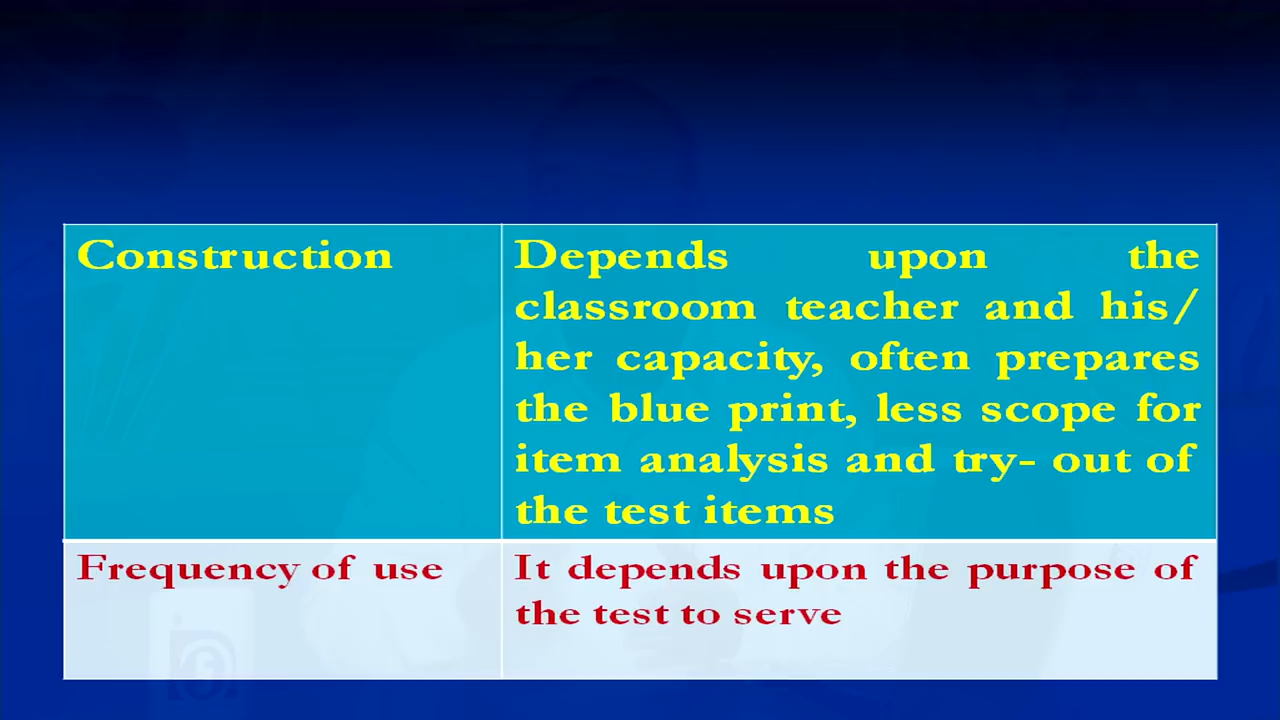 Construction
Depends upon the
classroom teacher and his/
her capacity, often prepares
the blue print, less scope for
item analysis and try- out of
the test items
Frequency of use
It depends upon the purpose of
the test to serve